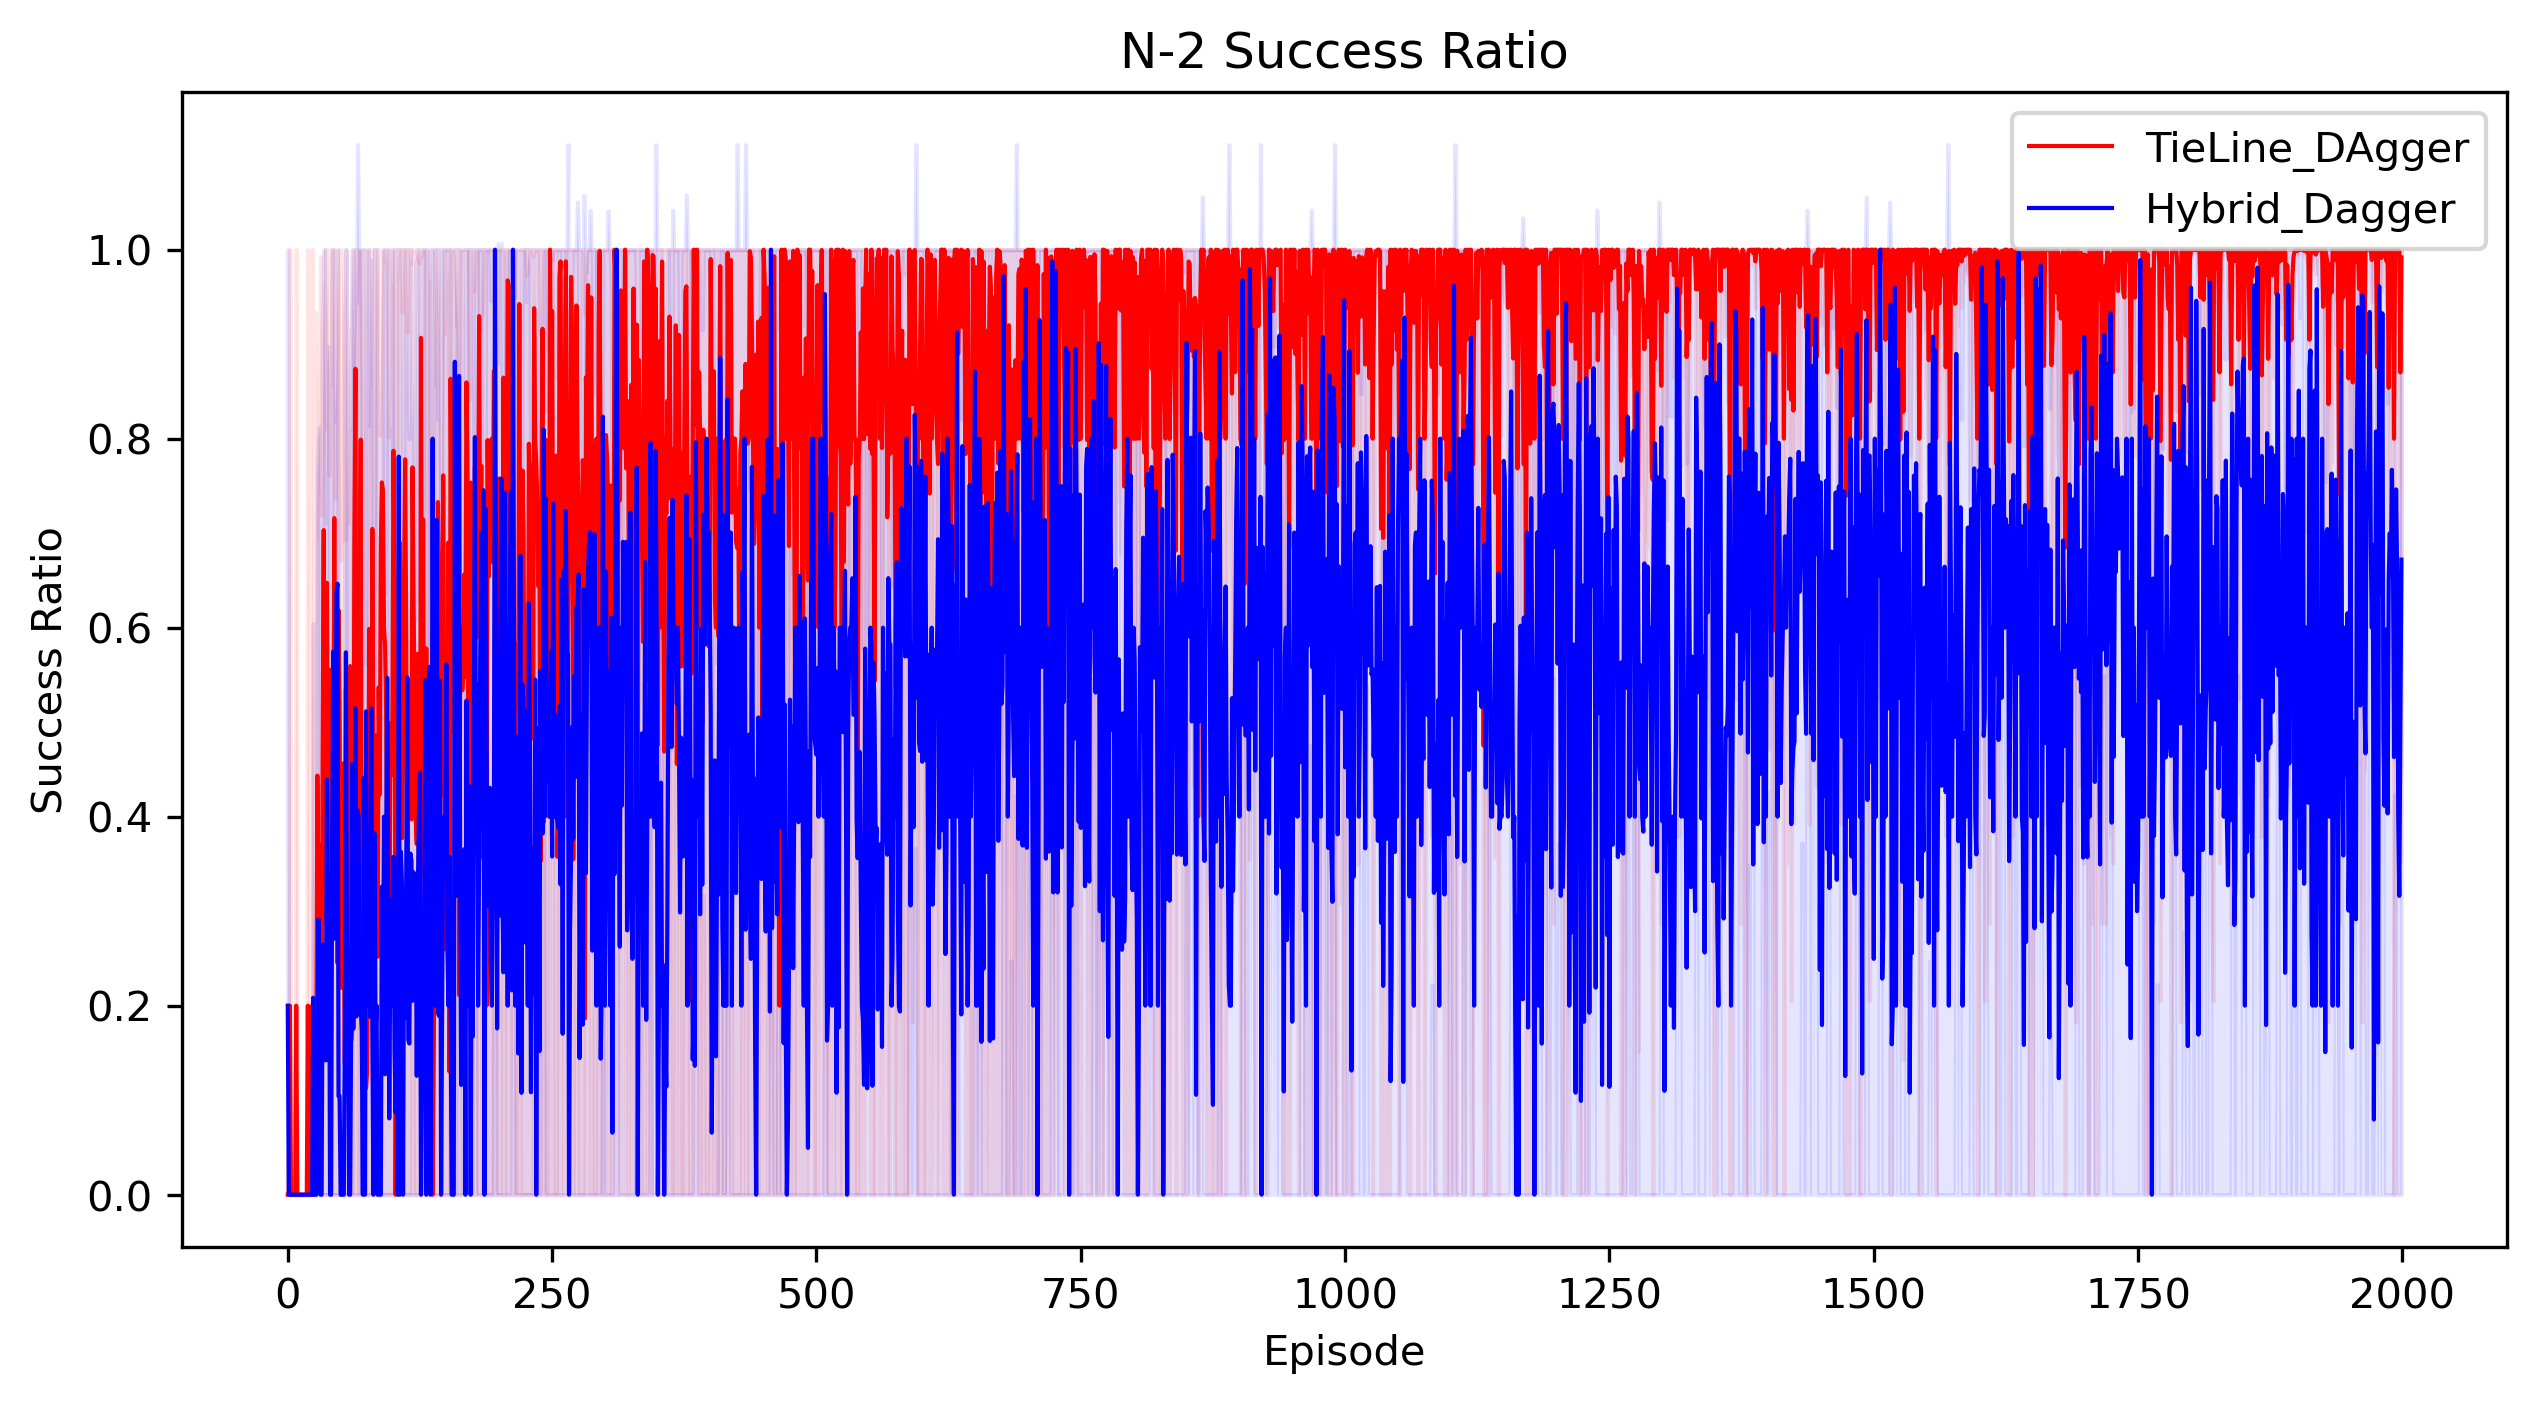 N-2 Success Ratio
TieLine_DAgger
Hybrid_Dagger
Success Ratio
1.0
0.8
0.6
0.4
0.2
0.0
0 250 500 750 1000 1250 1500 1750 2000
Episode